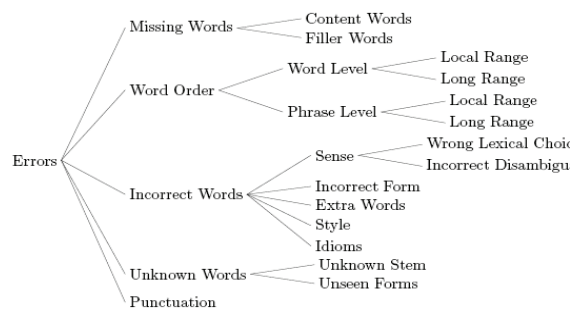 Missing Words
Content Words
Filler Words
Word Order
Word Level
Local Range
Long Range
Phrase Level
Local Range
Long Range
Errors
Incorrect Words
Sense
Wrong Lexical
Incorrect
Incorrect Form
Extra Words
Style
Idioms
Unknown Words
Unknown Stem
Unseen Forms
Punctuation